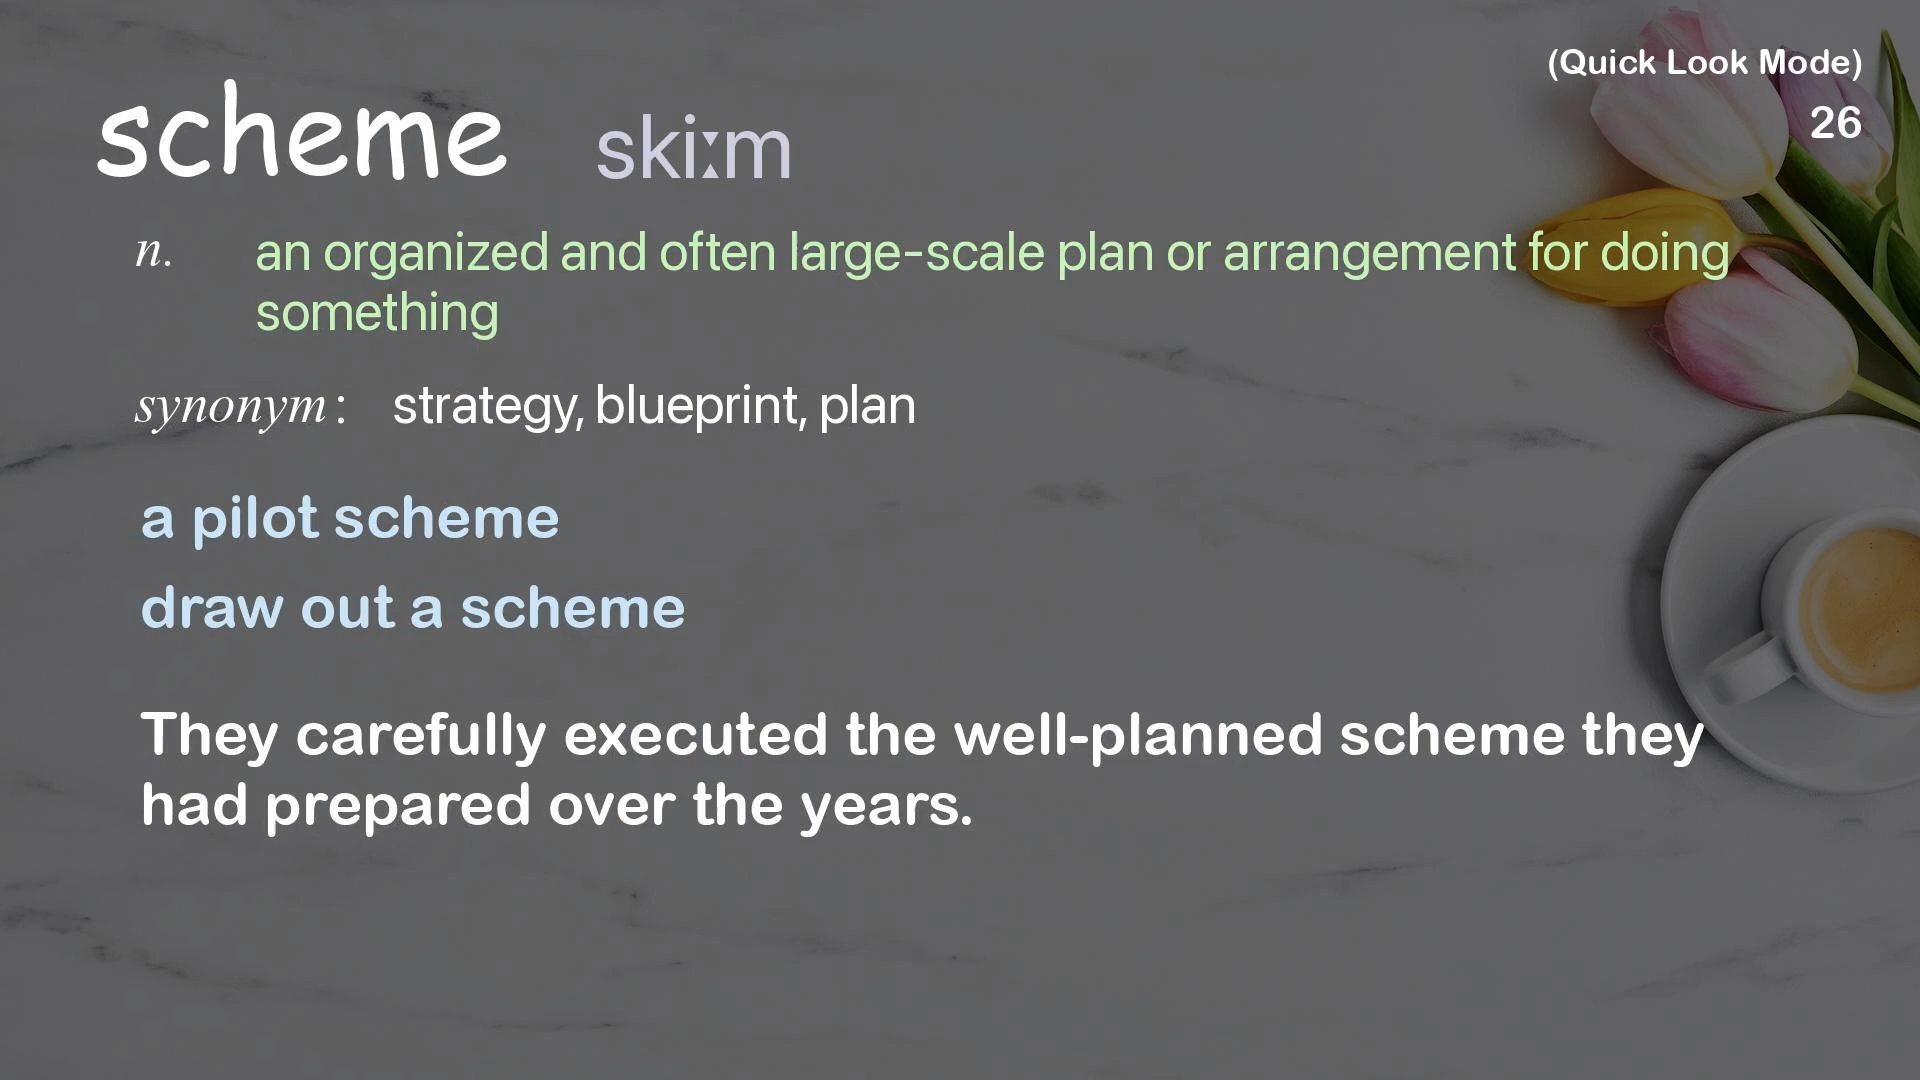 (Quick Look Mode)
26
scheme skiːm
n. an organized and often large-scale plan or arrangement for doing
something
synonym: strategy, blueprint, plan
a pilot scheme
draw out a scheme
They carefully executed the well-planned scheme they
had prepared over the years.